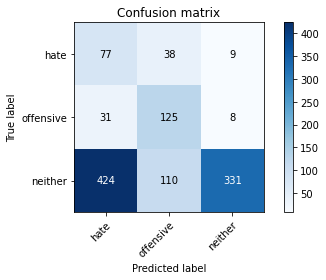 Confusion matrix
hate 77 38 9
offensive 31 125 8
neither 424 110 331
hate offensive neither
True label
Predicted label
400
350
300
250
200
150
100
50